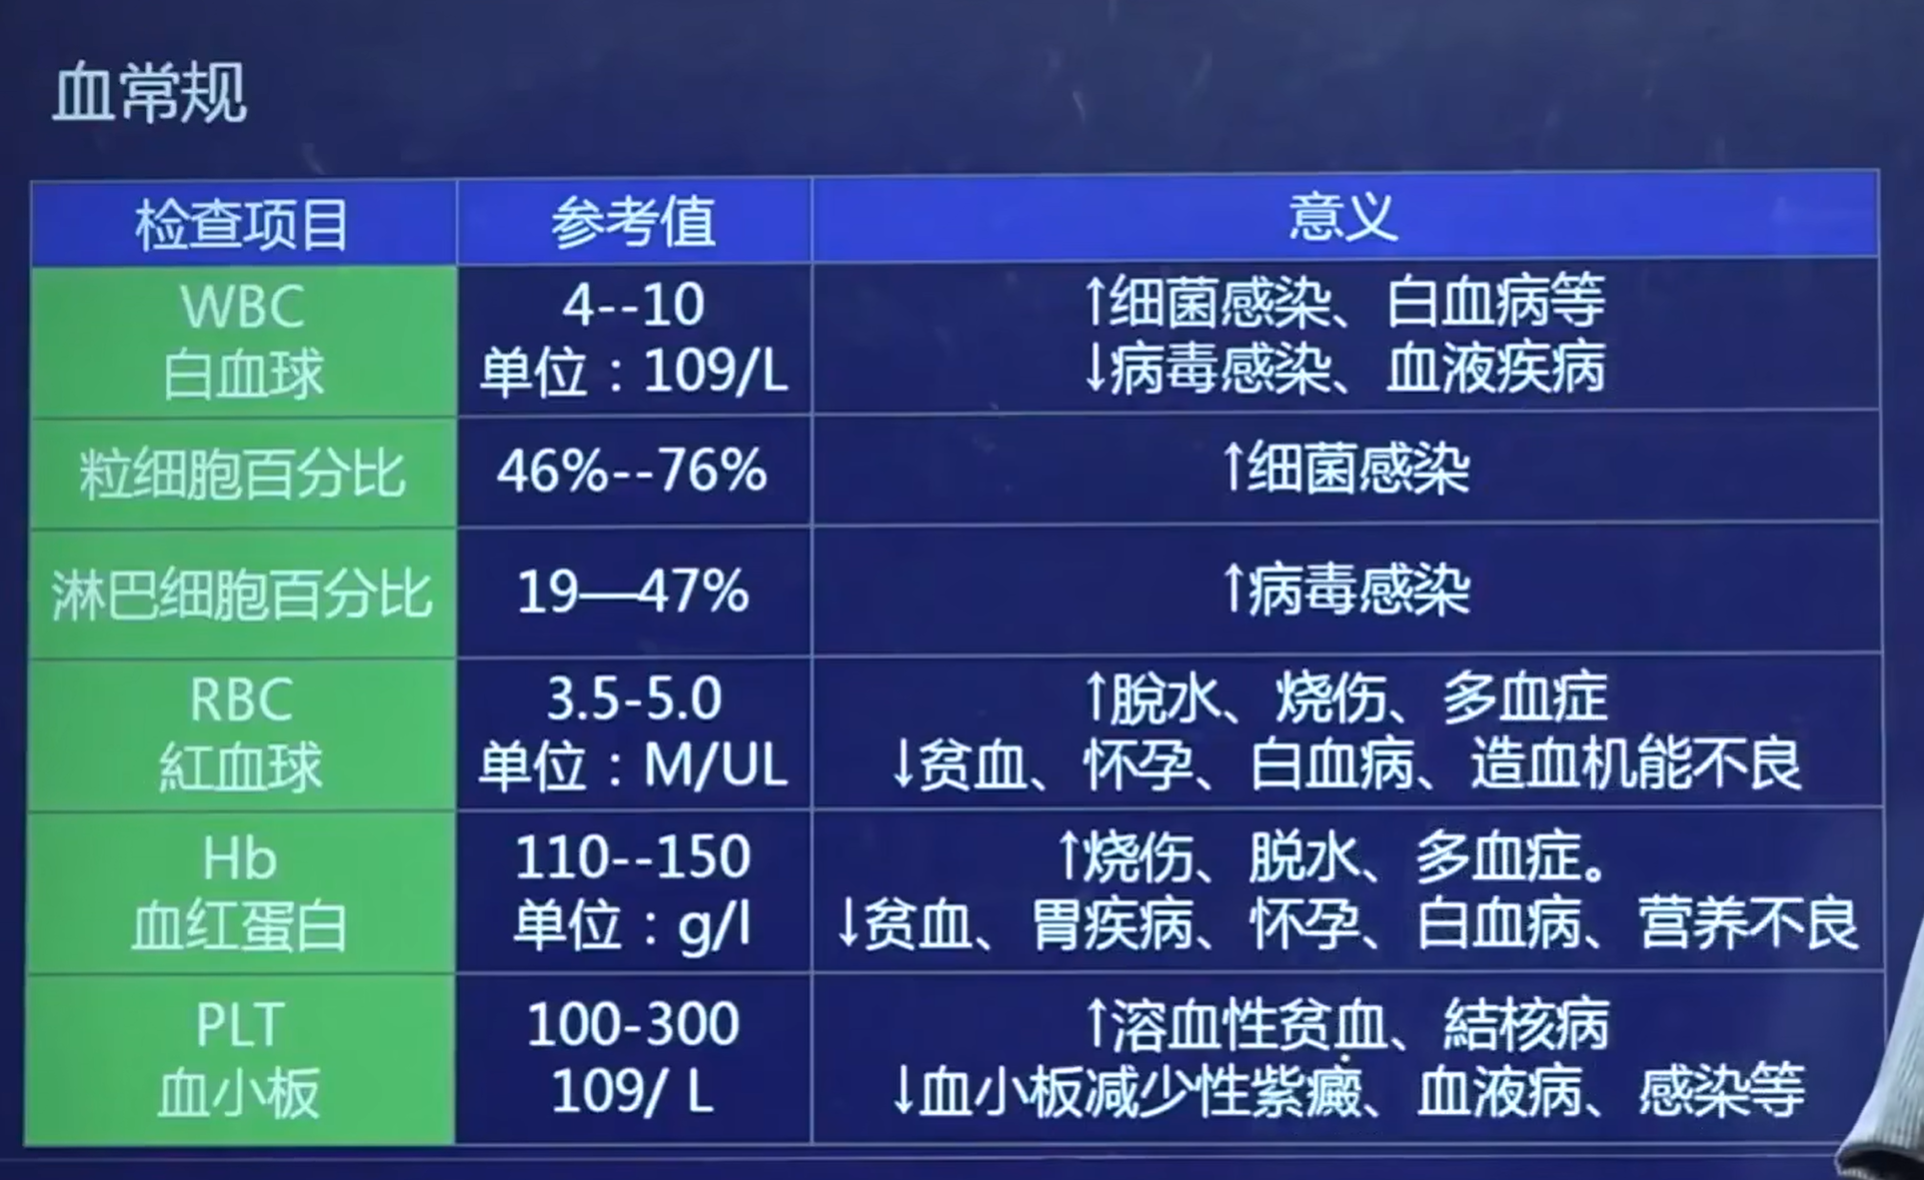 血常规
检查项目
参考值
意义
WBC
白血球
4--10
单位：109/L
↑细菌感染、白血病等
↓病毒感染、血液疾病
粒细胞百分比
46%--76%
↑细菌感染
淋巴细胞百分比
19—47%
↑病毒感染
RBC
紅血球
3.5-5.0
单位：M/UL
↑脫水、烧伤、多血症
↓贫血、怀孕、白血病、造血机能不良
Hb
血红蛋白
110--150
单位：g/l
↑烧伤、脱水、多血症。
↓贫血、胃疾病、怀孕、白血病、营养不良
PLT
血小板
100-300
109/ L
↑溶血性贫血、結核病
↓血小板减少性紫癜、血液病、感染等